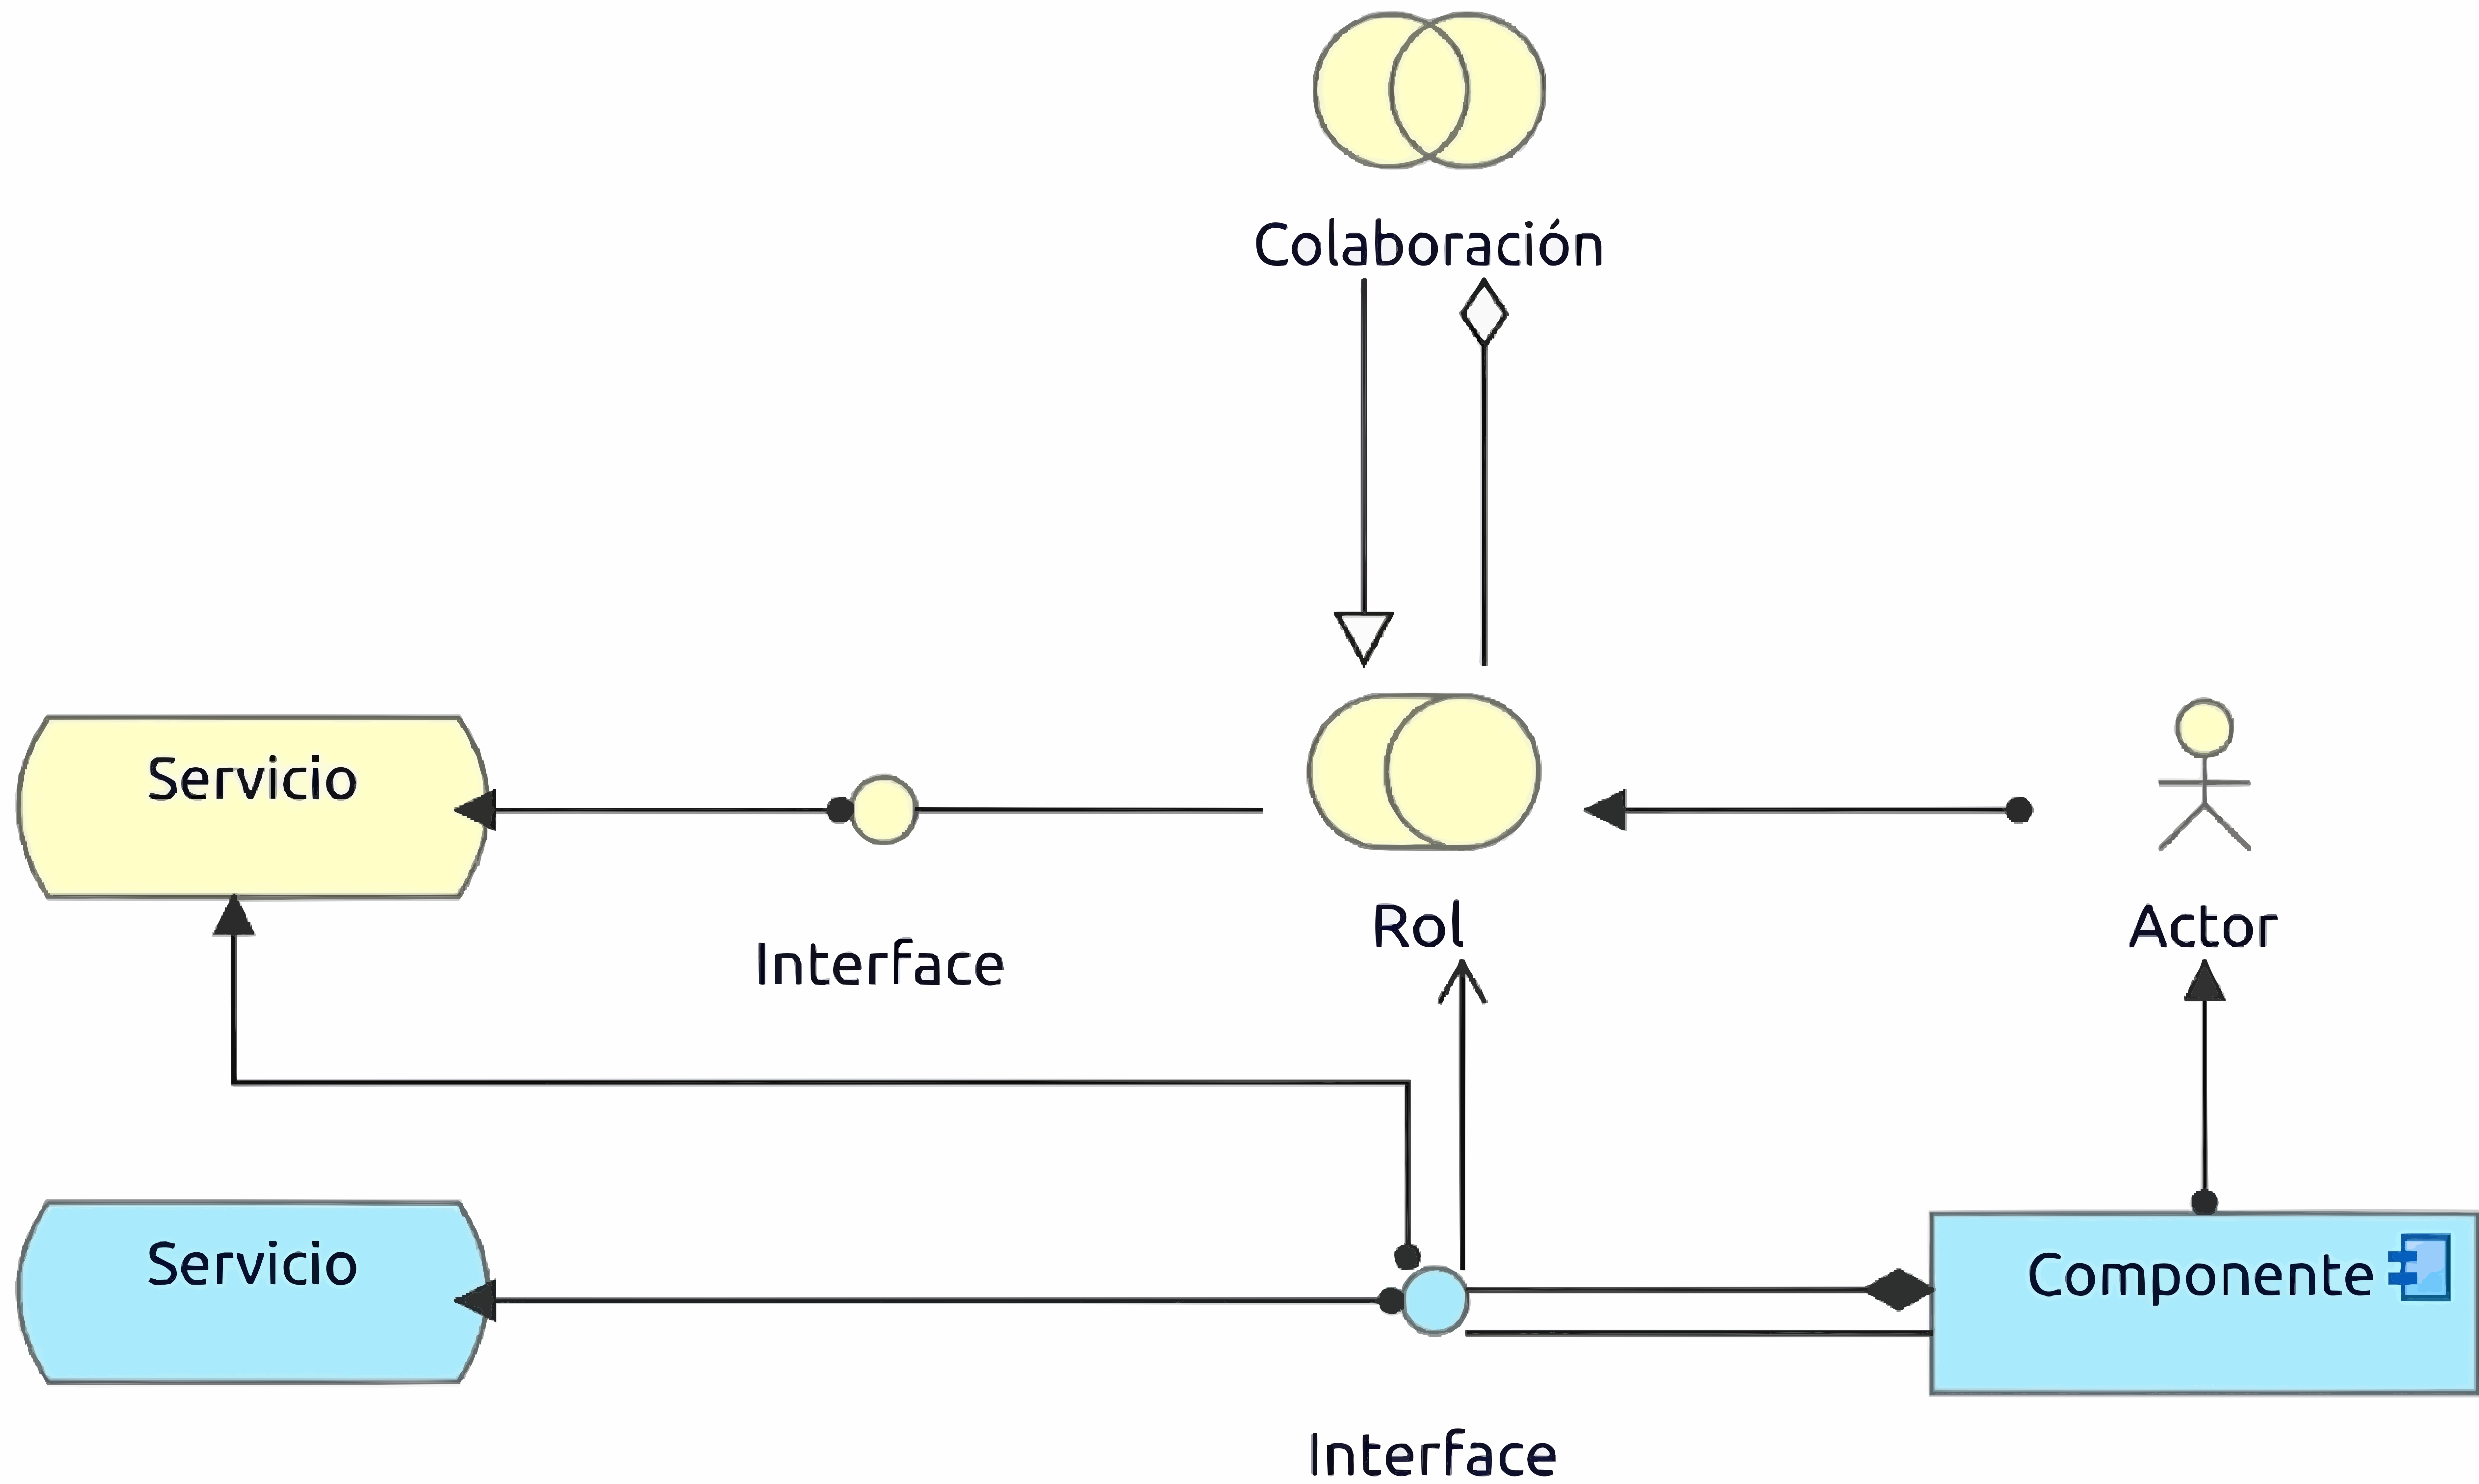 Colaboración
Servicio
Interface
Rol
Actor
Servicio
Componente
Interface